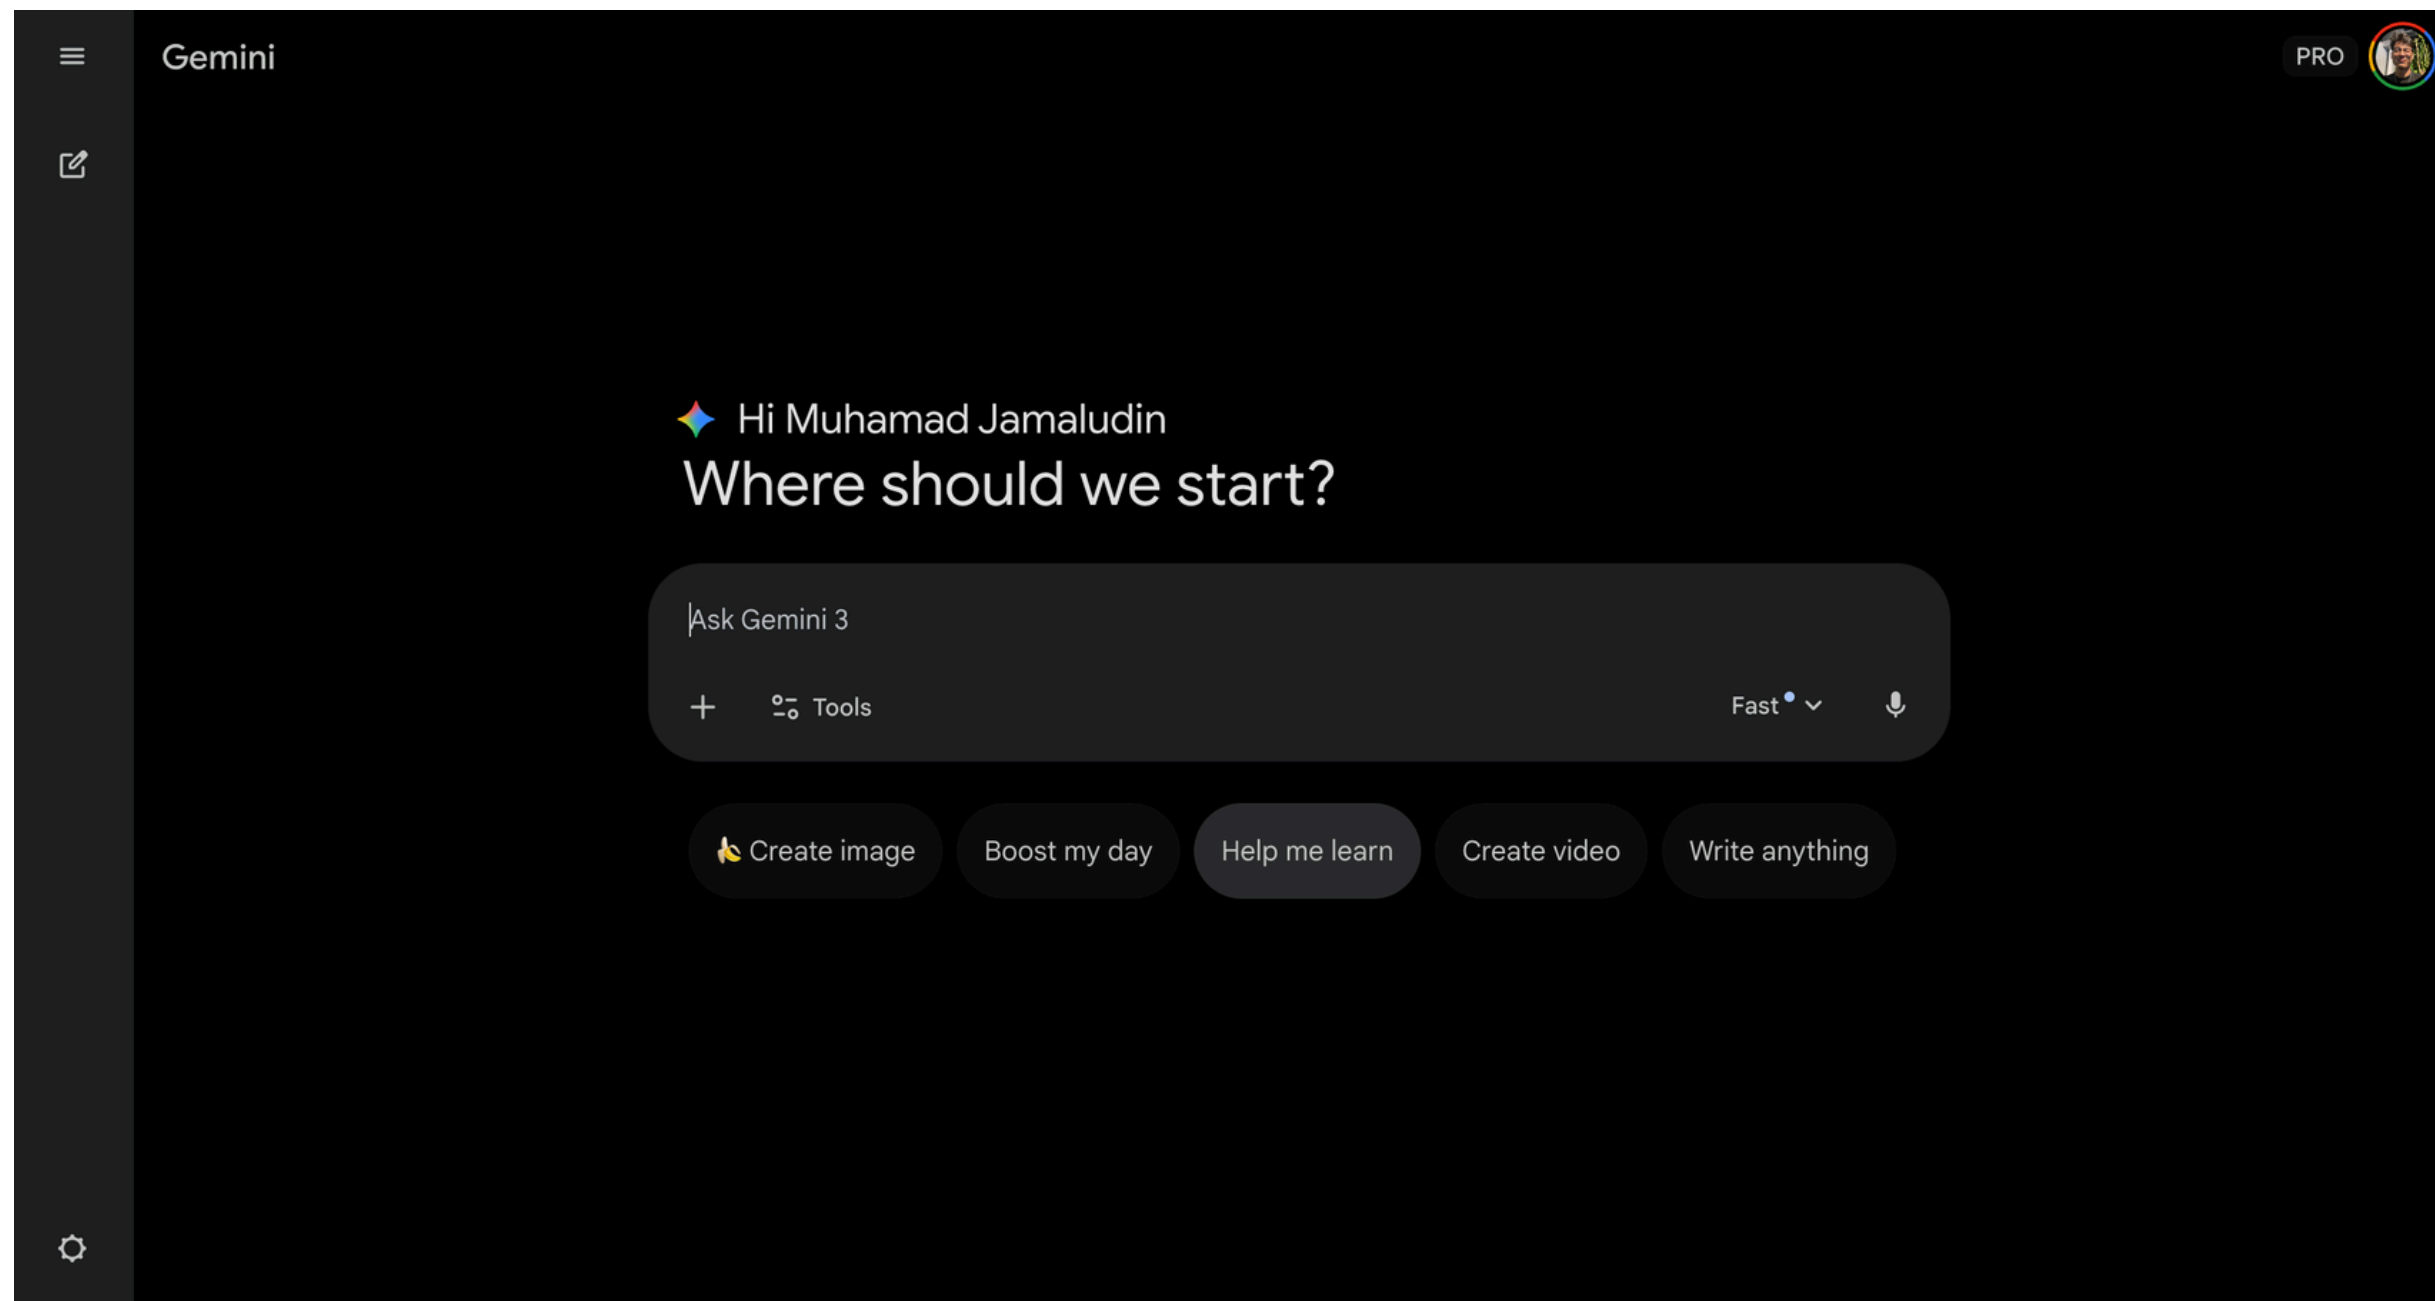 Gemini
PRO
Hi Muhamad Jamaludin
Where should we start?
Ask Gemini 3
Tools
Fast
Create image
Boost my day
Help me learn
Create video
Write anything